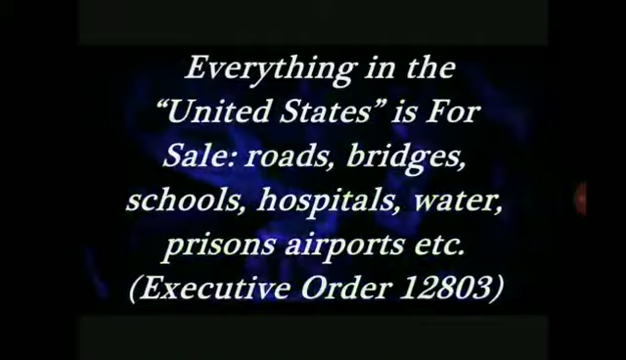 Everything in the
“United States” is For
Sale: roads, bridges,
schools, hospitals, water,
prisons airports etc.
(Executive Order 12803)